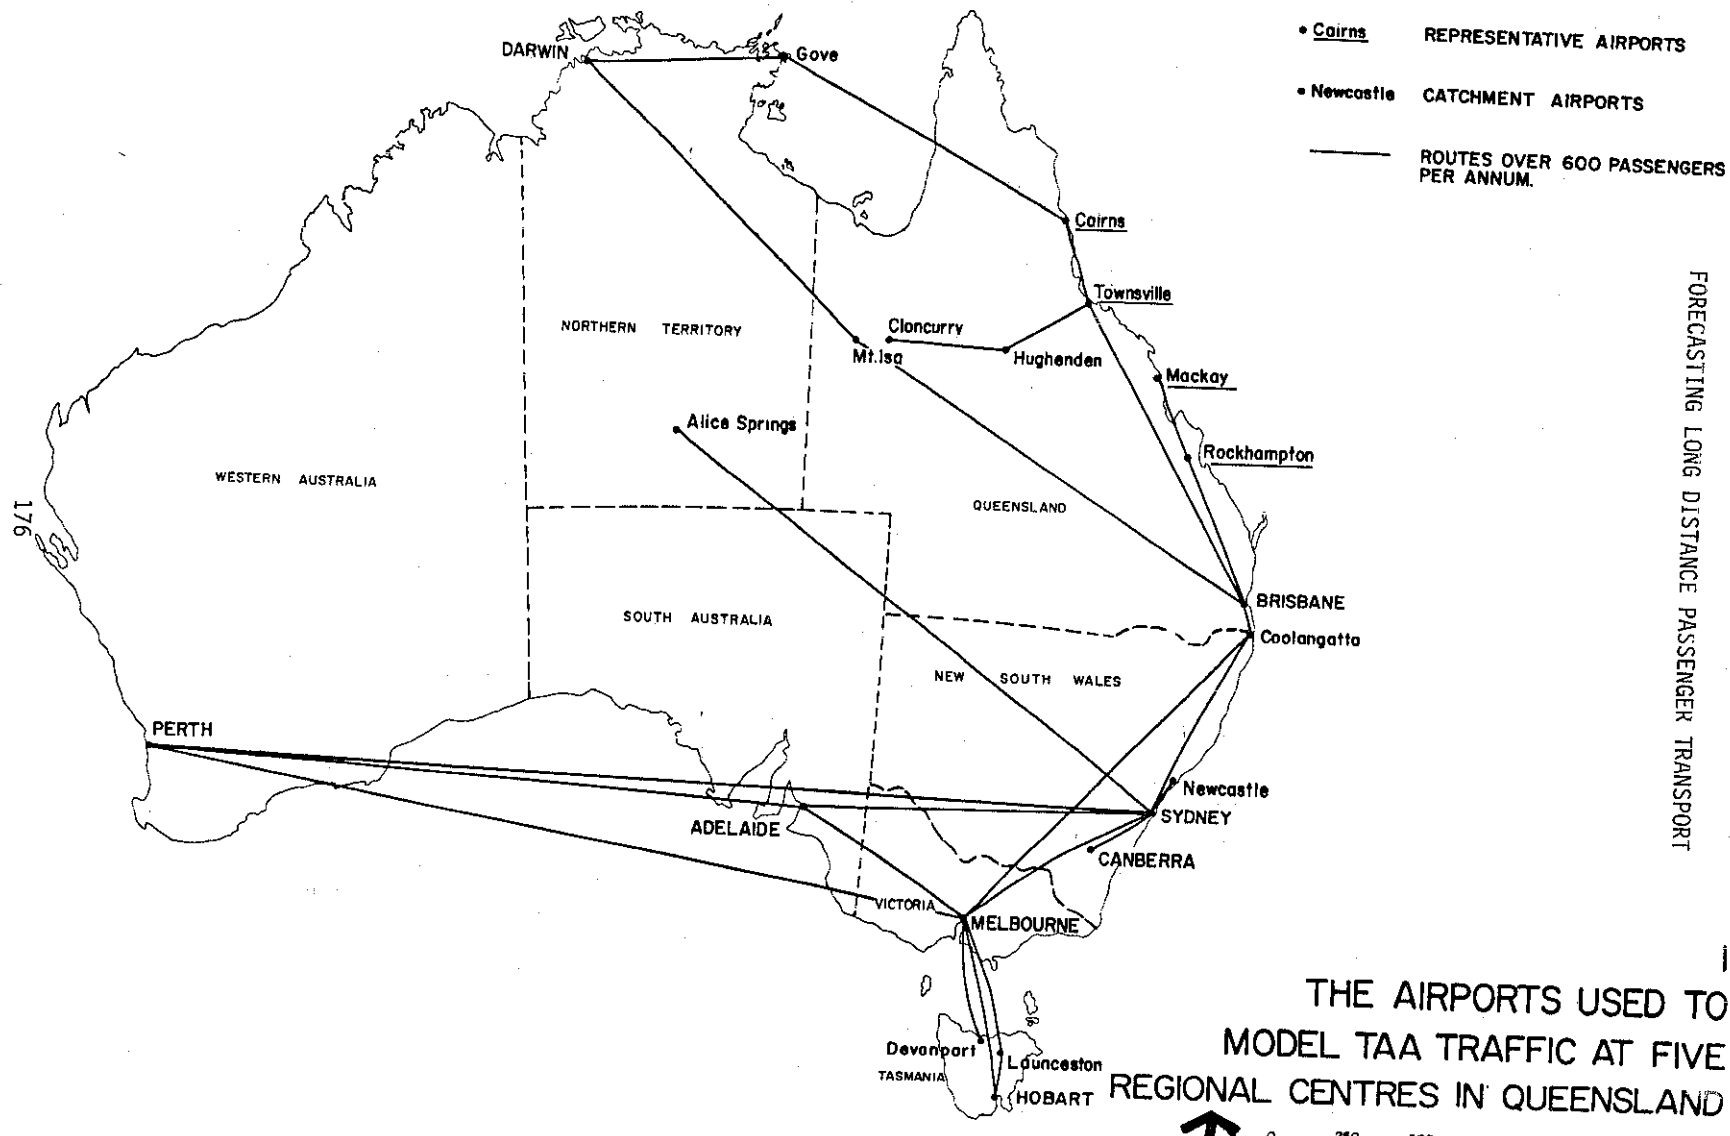 • Cairns REPRESENTATIVE AIRPORTS
• Newcastle CATCHMENT AIRPORTS
ROUTES OVER 600 PASSENGERS
PER ANNUM.
DARWIN
Gove
Cairns
Townsville
NORTHERN TERRITORY
Cloncurry
Mt.Isa
Hughenden
Mackay
Alice Springs
Rockhampton
WESTERN AUSTRALIA
QUEENSLAND
BRISBANE
SOUTH AUSTRALIA
Coolangatta
NEW SOUTH WALES
PERTH
Newcastle
SYDNEY
ADELAIDE
CANBERRA
VICTORIA
MELBOURNE
Devonport
Launceston
TASMANIA
HOBART
THE AIRPORTS USED TO
MODEL TAA TRAFFIC AT FIVE
REGIONAL CENTRES IN QUEENSLAND
FORECASTING LONG DISTANCE PASSENGER TRANSPORT
176